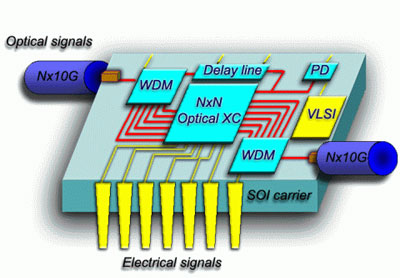 Optical signals
Nx10G
WDM
Delay line
PD
NxN
Optical XC
VLSI
WDM
Nx10G
SOI carrier
Electrical signals